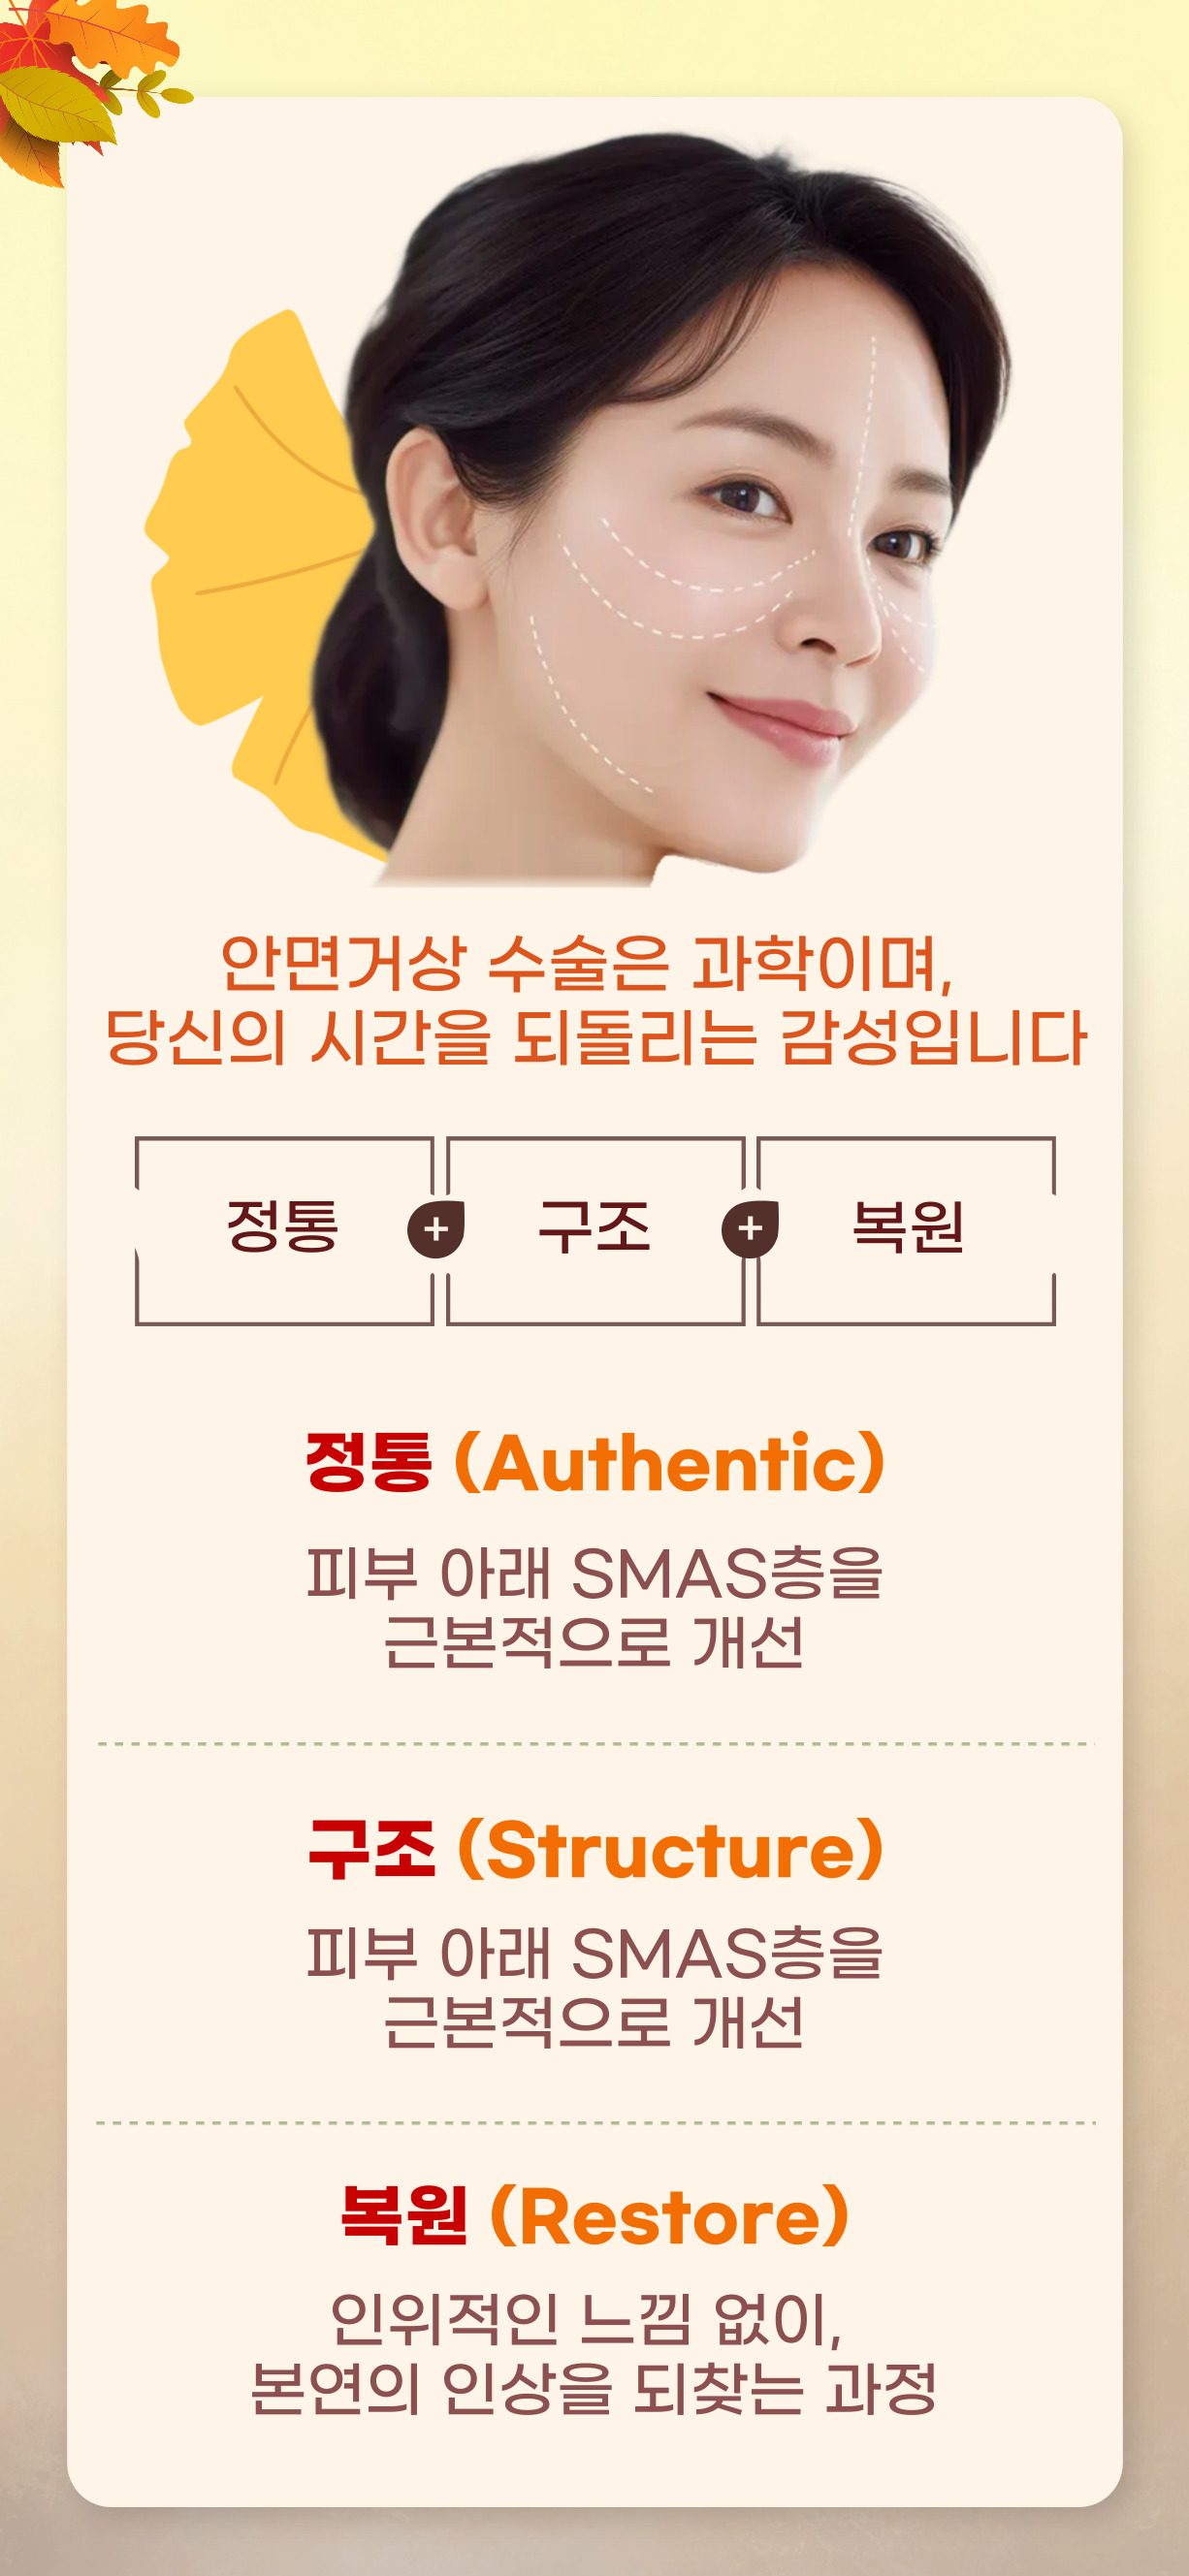 안면거상 수술은 과학이며,
당신의 시간을 되돌리는 감성입니다
정통 + 구조 + 복원
정통 (Authentic)
피부 아래 SMAS층을
근본적으로 개선
구조 (Structure)
피부 아래 SMAS층을
근본적으로 개선
복원 (Restore)
인위적인 느낌 없이,
본연의 인상을 되찾는 과정